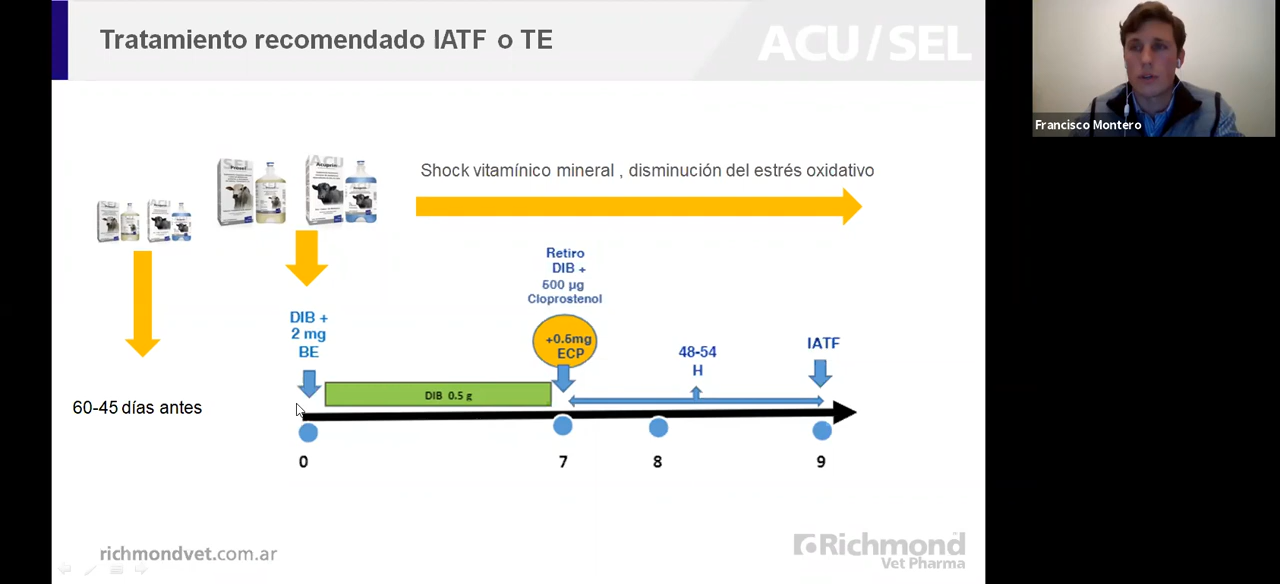 Tratamiento recomendado IATF o TE
ACU/SEL
Francisco Montero
Shock vitamínico mineral , disminución del estrés oxidativo
Retiro
DIB +
500 µg
Cloprostenol
DIB +
2 mg
BE
+0.5mg
ECP
48-54
H
IATF
DIB 0.5 g
60-45 días antes
0
7
8
9
richmondvet.com.ar
Richmond
Vet Pharma